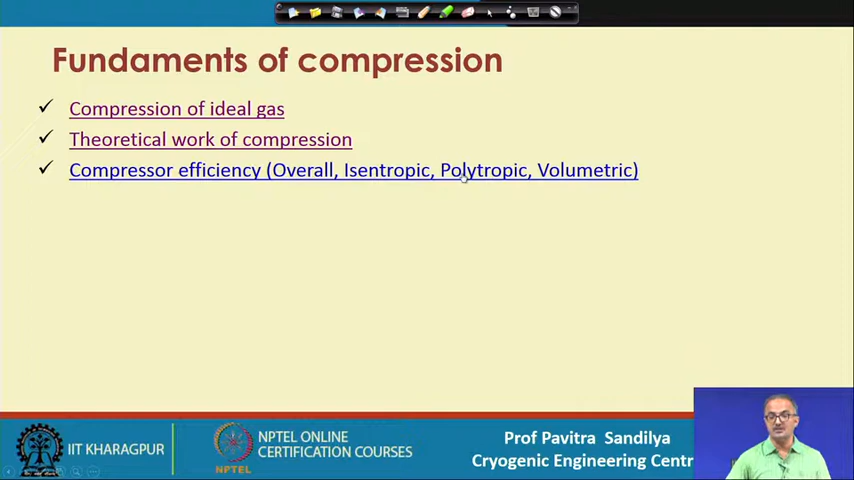 Fundaments of compression
Compression of ideal gas
Theoretical work of compression
Compressor efficiency (Overall, Isentropic, Polytropic, Volumetric)
IIT KHARAGPUR
NPTEL
NPTEL ONLINE
CERTIFICATION COURSES
Prof Pavitra Sandilya
Cryogenic Engineering Centr